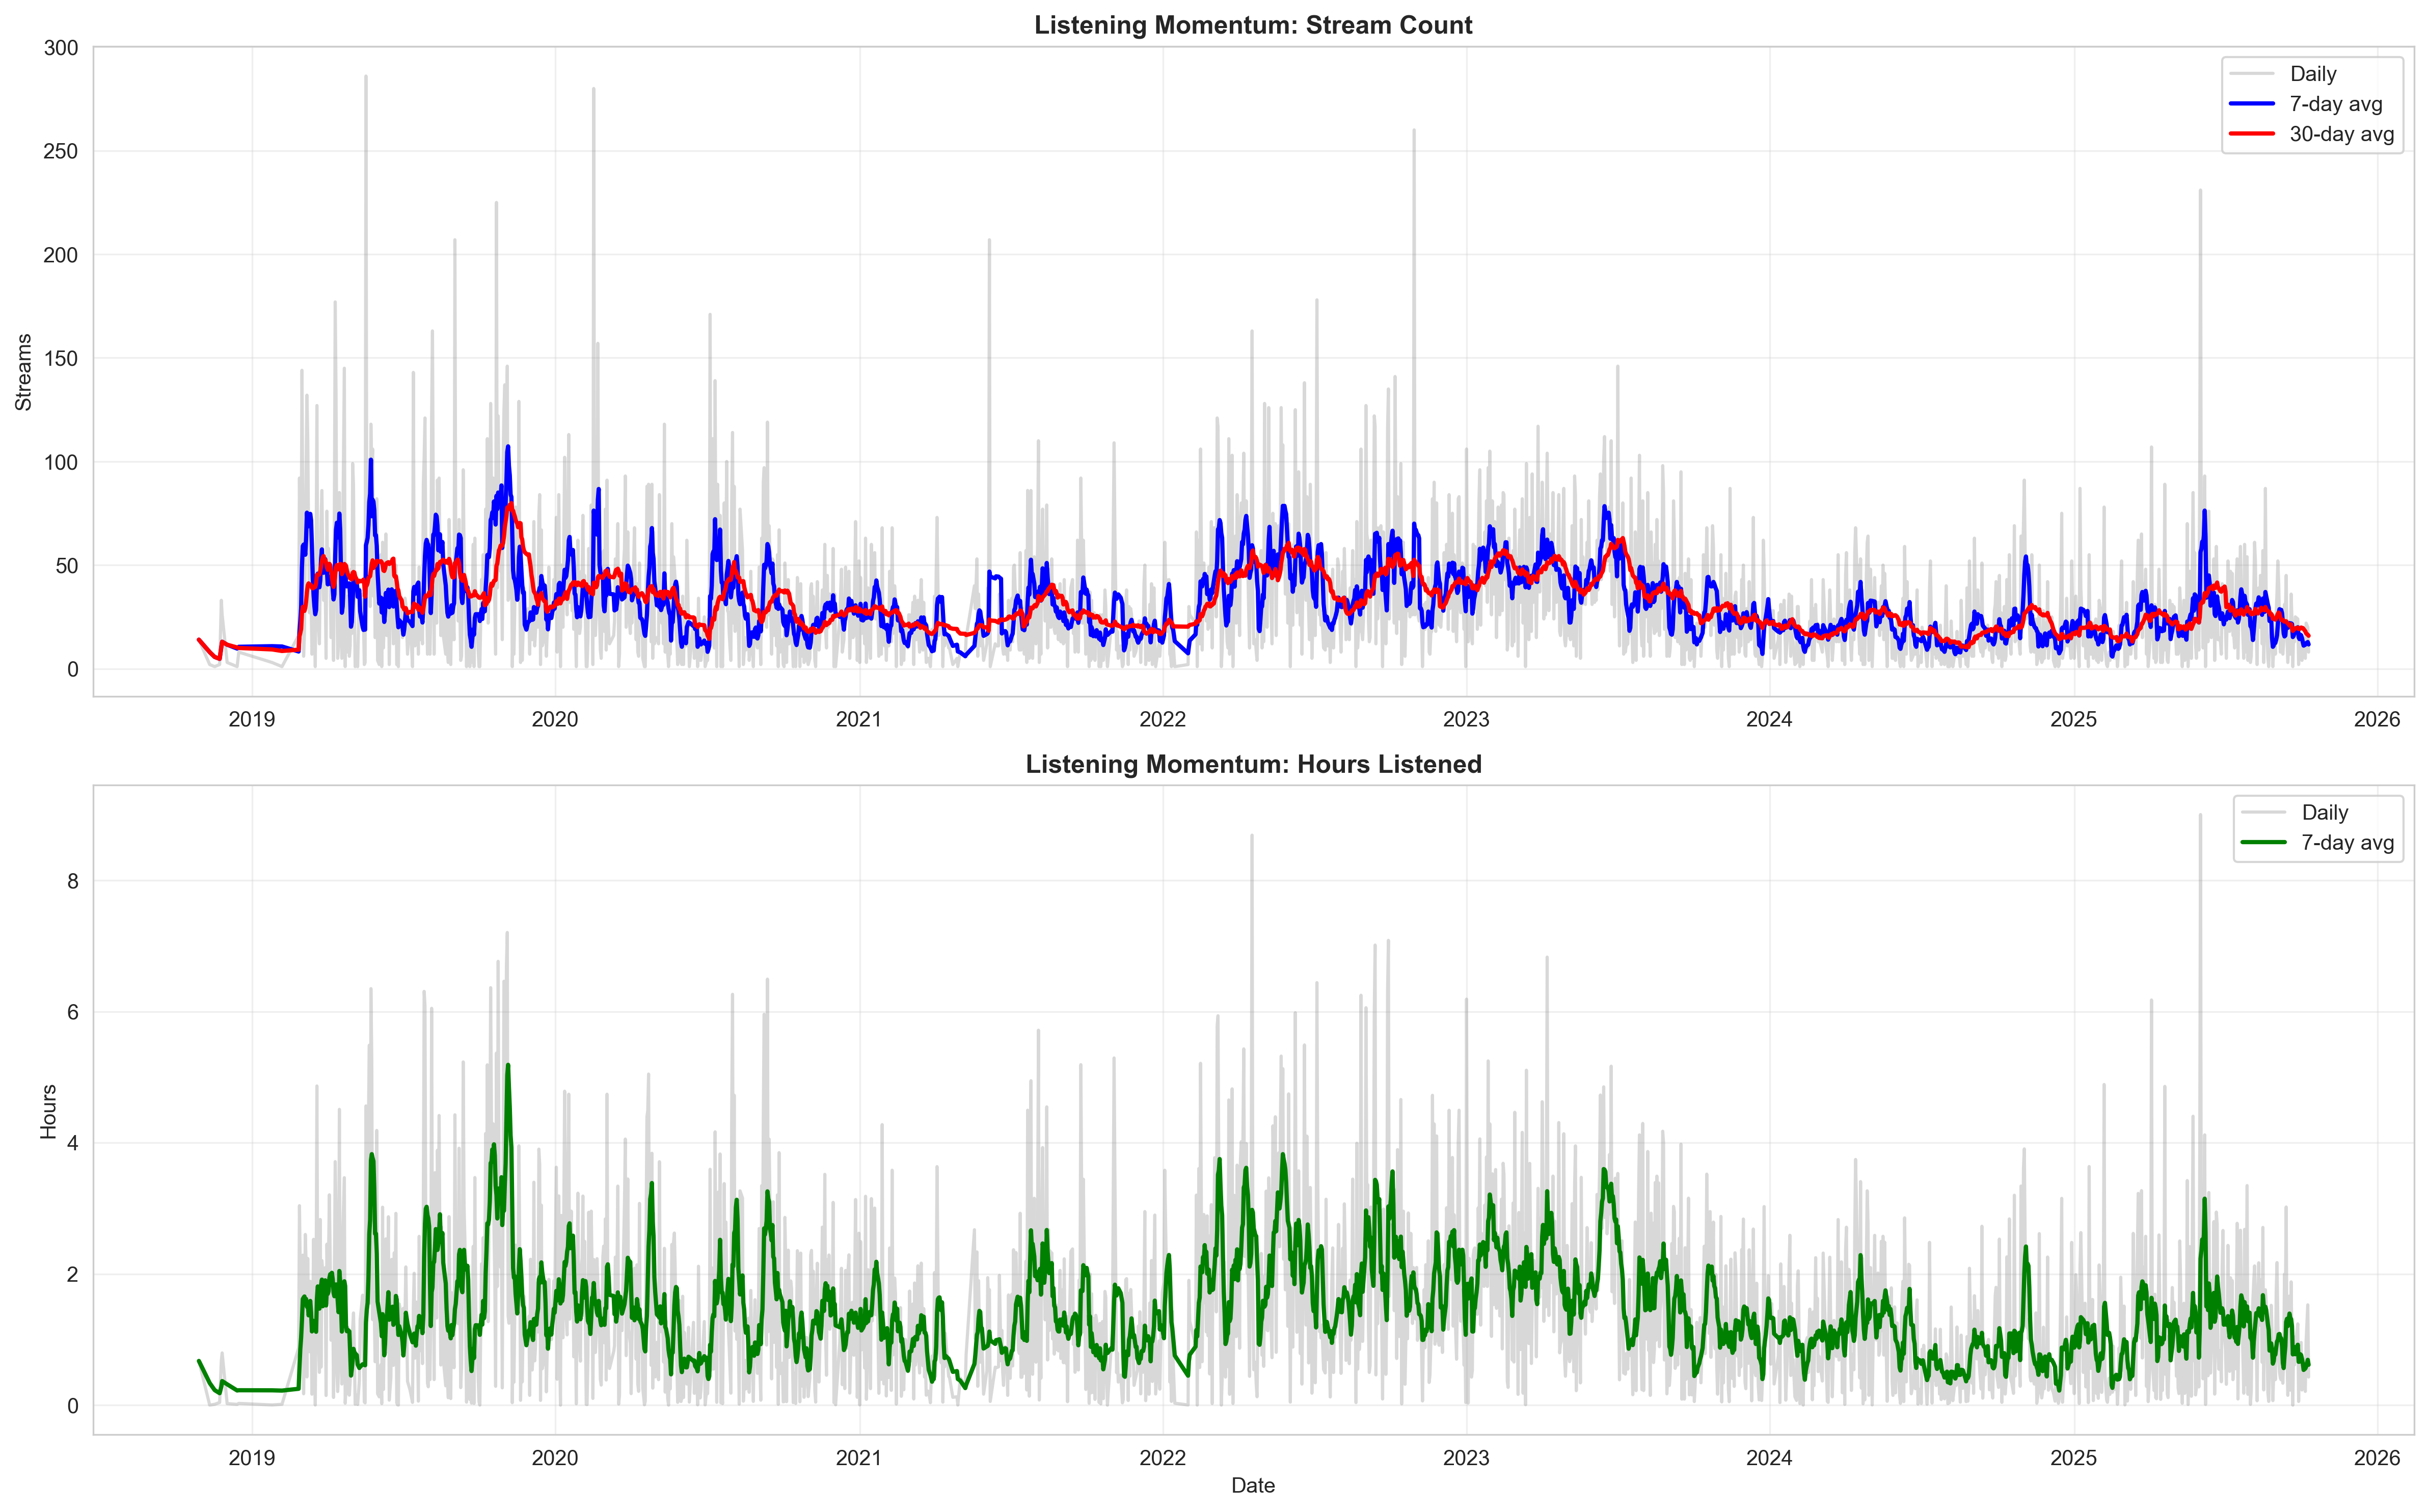 Listening Momentum: Stream Count
300
250
200
150
100
50
0
Streams
Daily
7-day avg
30-day avg
2019 2020 2021 2022 2023 2024 2025 2026
Listening Momentum: Hours Listened
8
6
4
2
0
Hours
Daily
7-day avg
2019 2020 2021 2022 2023 2024 2025 2026
Date